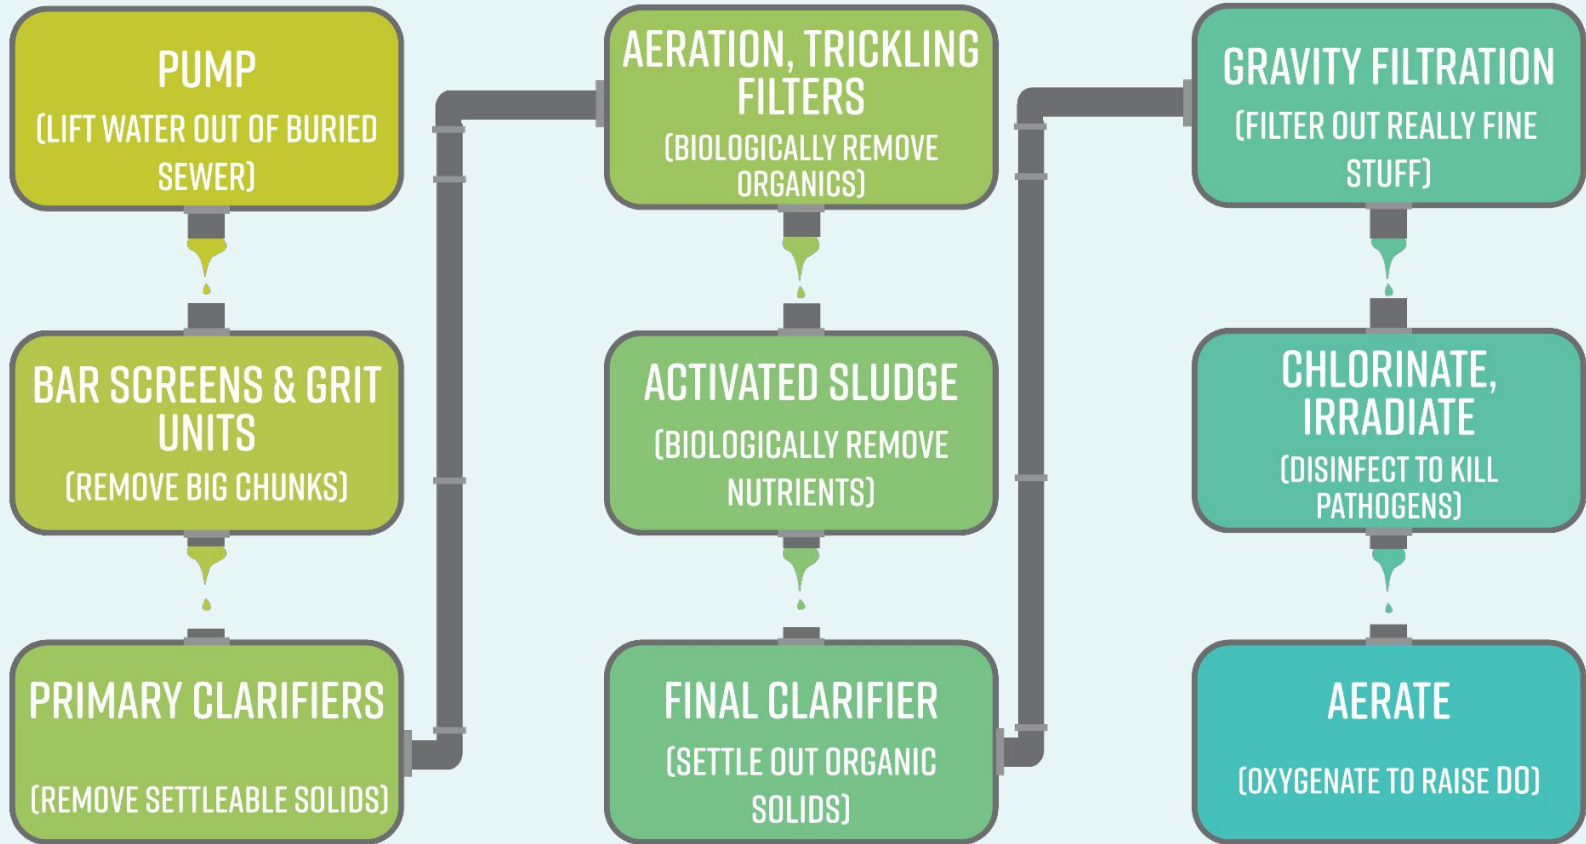 PUMP
(LIFT WATER OUT OF BURIED
SEWER)
BAR SCREENS & GRIT
UNITS
(REMOVE BIG CHUNKS)
PRIMARY CLARIFIERS
(REMOVE SETTLEABLE SOLIDS)
AERATION, TRICKLING
FILTERS
(BIOLOGICALLY REMOVE
ORGANICS)
ACTIVATED SLUDGE
(BIOLOGICALLY REMOVE
NUTRIENTS)
FINAL CLARIFIER
(SETTLE OUT ORGANIC
SOLIDS)
GRAVITY FILTRATION
(FILTER OUT REALLY FINE
STUFF)
CHLORINATE,
IRRADIATE
(DISINFECT TO KILL
PATHOGENS)
AERATE
(OXYGENATE TO RAISE DO)